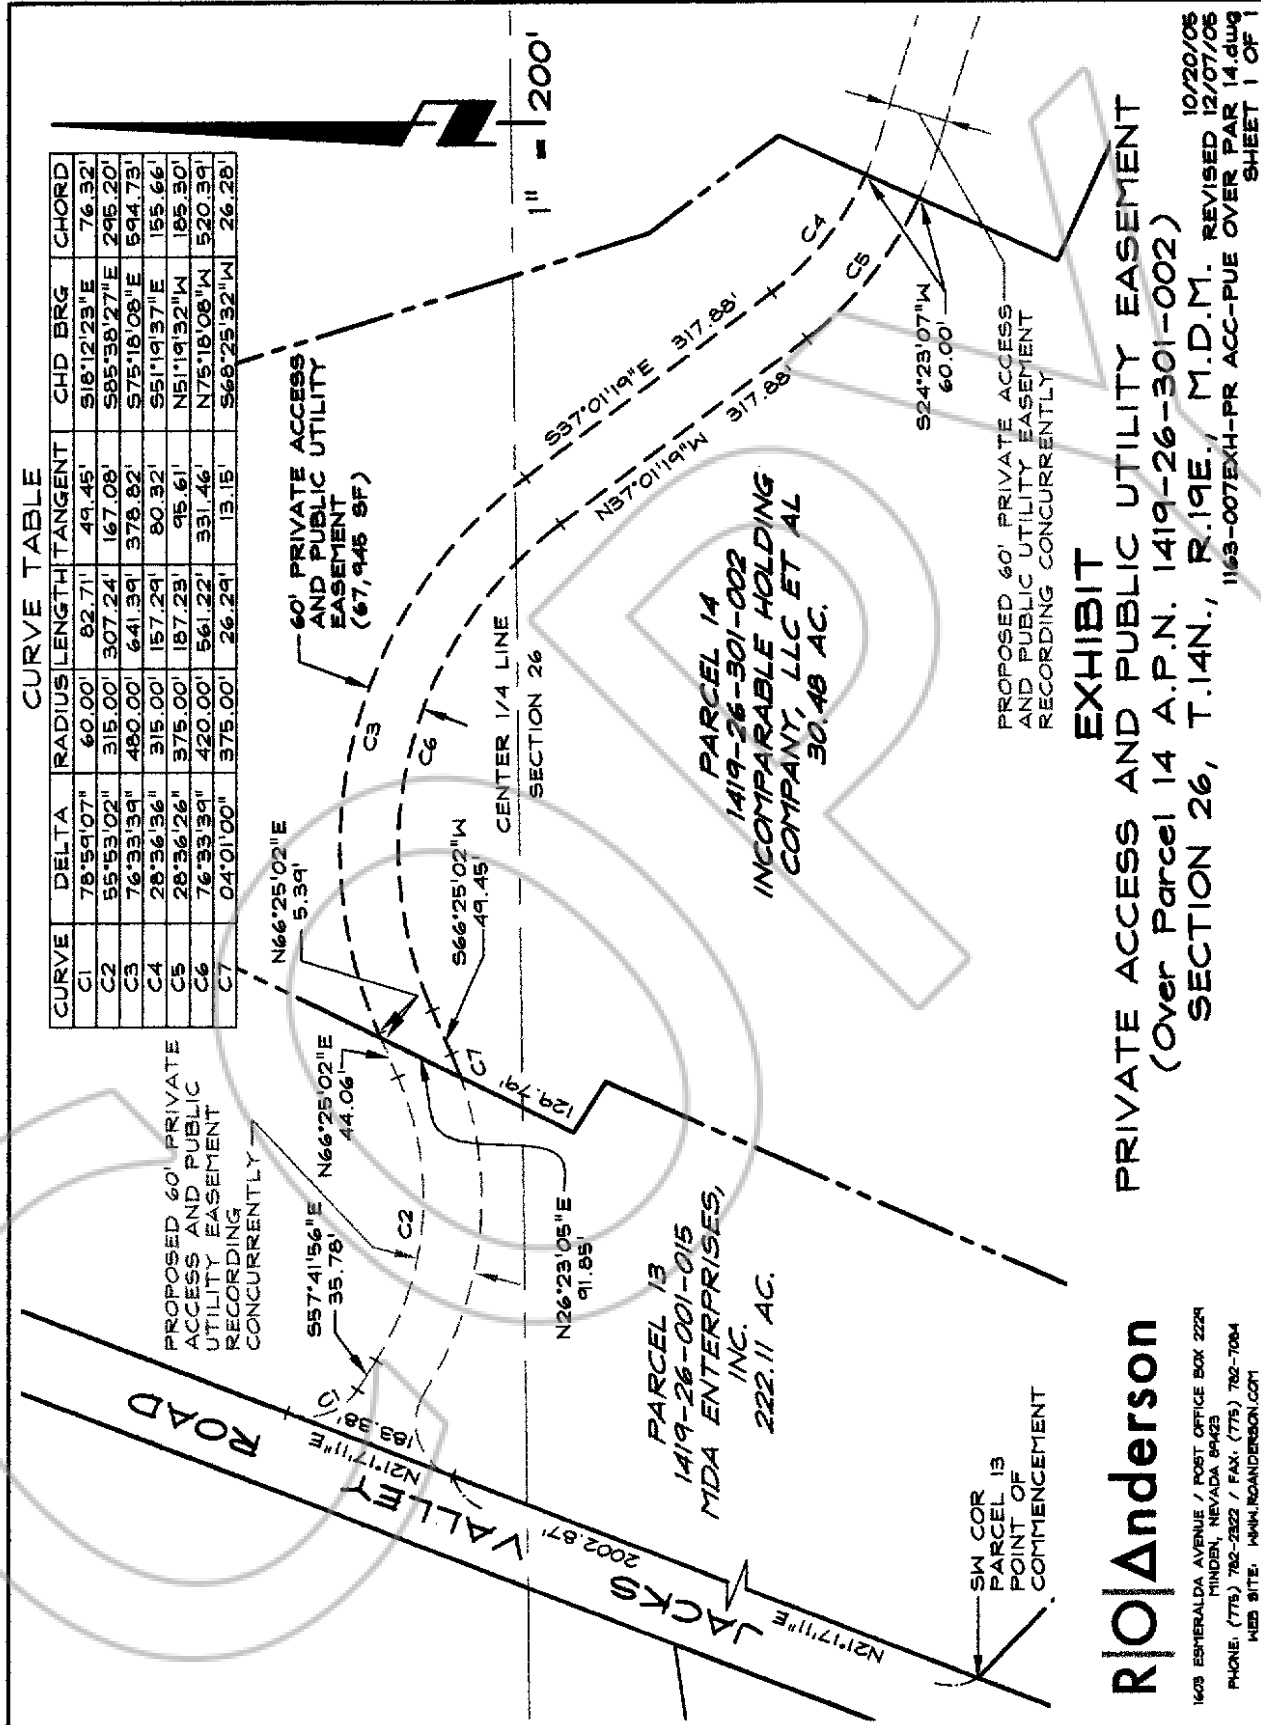 CURVE TABLE
CURVE DELTA RADIUS LENGTH TANGENT CHD BRG CHORD
C1 78°59'07" 60.00' 82.71' 49.45' S18°12'23"E 76.32'
C2 55°53'02" 315.00' 307.24' 167.08' S85°38'27"E 295.20'
C3 76°33'39" 480.00' 641.39' 378.82' S75°18'08"E 594.73'
C4 28°36'36" 315.00' 157.29' 80.32' S51°19'37"E 155.66'
C5 28°36'26" 375.00' 187.23' 95.61' N51°19'32"W 185.30'
C6 76°33'39" 420.00' 561.22' 331.46' N75°18'08"W 520.39'
C7 04°01'00" 375.00' 26.29' 13.15' S68°25'32"W 26.28'
1" = 200'
PROPOSED 60' PRIVATE
ACCESS AND PUBLIC
UTILITY EASEMENT
RECORDING
CONCURRENTLY
S57°41'56"E
35.78'
N66°25'02"E
44.06'
N66°25'02"E
5.39'
60' PRIVATE ACCESS
AND PUBLIC UTILITY
EASEMENT
(67,945 SF)
C1
C2
C3
C6
C7
S66°25'02"W
49.45'
CENTER 1/4 LINE
SECTION 26
S37°01'19"E 317.88'
N37°01'19"W 317.88'
C4
C5
S24°23'07"W
60.00'
N26°23'05"E
91.85'
129.79'
JACKS VALLEY ROAD
N21°17'11"E
183.38'
2002.87'
N21°17'11"E
PARCEL 13
1419-26-001-015
MDA ENTERPRISES,
INC.
222.11 AC.
PARCEL 14
1419-26-301-002
INCOMPARABLE HOLDING
COMPANY, LLC ET AL
30.48 AC.
PROPOSED 60' PRIVATE ACCESS
AND PUBLIC UTILITY EASEMENT
RECORDING CONCURRENTLY
SW COR
PARCEL 13
POINT OF
COMMENCEMENT
EXHIBIT
PRIVATE ACCESS AND PUBLIC UTILITY EASEMENT
(Over Parcel 14 A.P.N. 1419-26-301-002)
SECTION 26, T.14N., R.19E., M.D.M.
10/20/05
REVISED 12/07/05
1163-007EXH-PR ACC-PUE OVER PAR 14.dwg
SHEET 1 OF 1
R|O|Anderson
1603 ESMERALDA AVENUE / POST OFFICE BOX 2229
MINDEN, NEVADA 89423
PHONE: (775) 782-2322 / FAX: (775) 782-7084
WEB SITE: WWW.ROANDERSON.COM
COPY